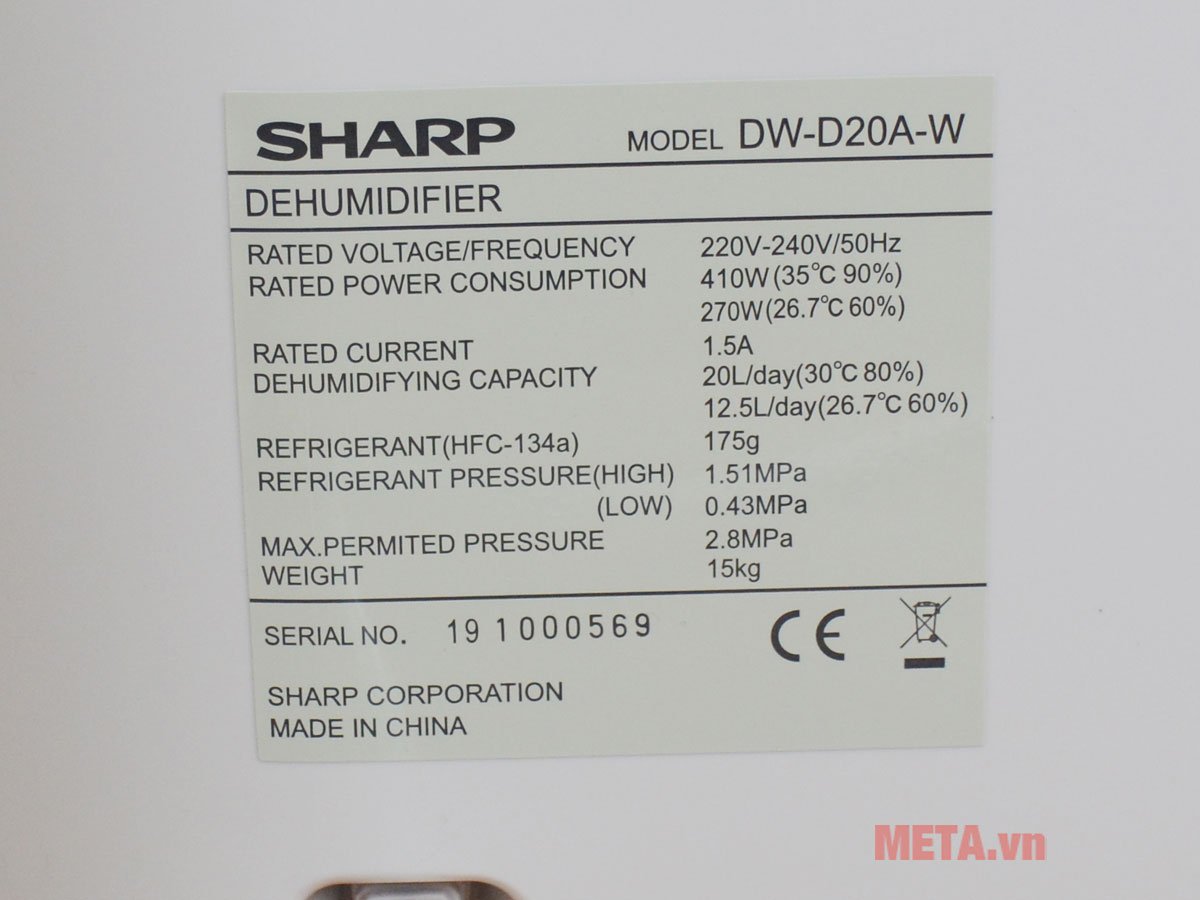 SHARP MODEL DW-D20A-W
DEHUMIDIFIER
RATED VOLTAGE/FREQUENCY 220V-240V/50Hz
RATED POWER CONSUMPTION 410W(35℃ 90%)
270W(26.7℃ 60%)
RATED CURRENT 1.5A
DEHUMIDIFYING CAPACITY 20L/day(30℃ 80%)
12.5L/day(26.7℃ 60%)
REFRIGERANT(HFC-134a) 175g
REFRIGERANT PRESSURE(HIGH) 1.51MPa
(LOW) 0.43MPa
MAX.PERMITED PRESSURE 2.8MPa
WEIGHT 15kg
SERIAL NO. 19 1000569 CE
SHARP CORPORATION
MADE IN CHINA
META.vn